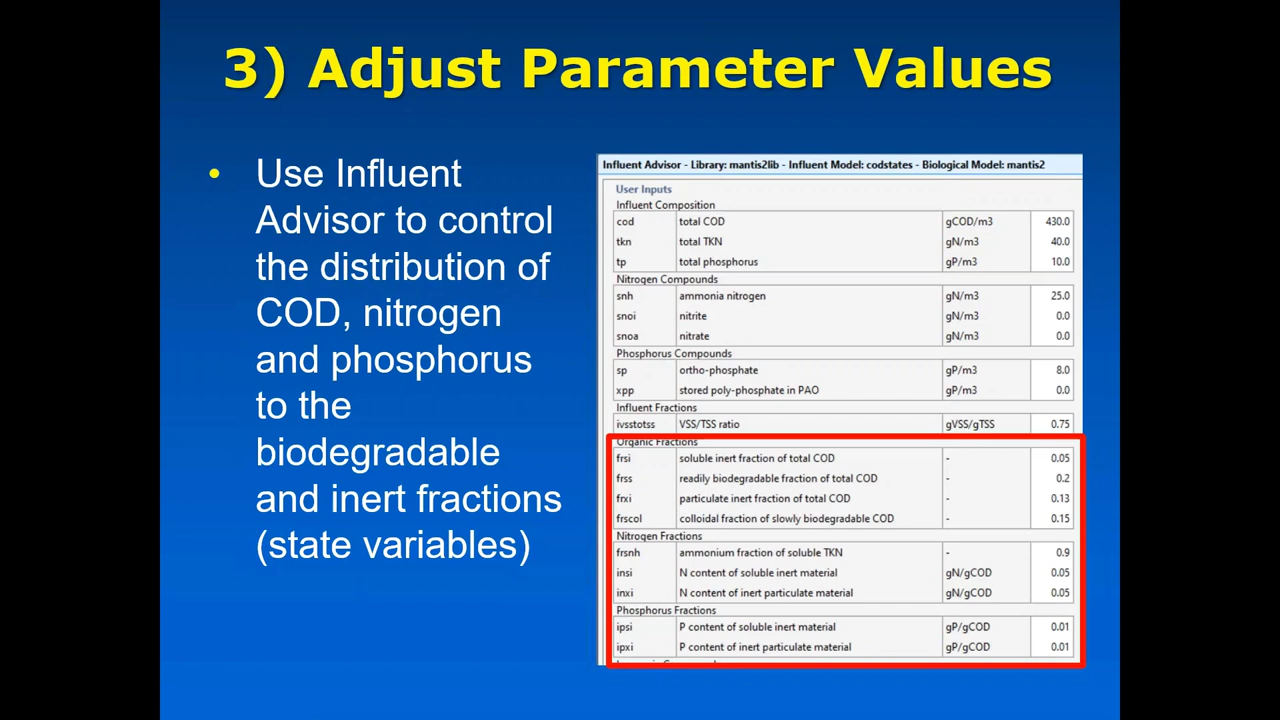 3) Adjust Parameter Values
• Use Influent
Advisor to control
the distribution of
COD, nitrogen
and phosphorus
to the
biodegradable
and inert fractions
(state variables)
Influent Advisor - Library: mantis2lib - Influent Model: codstates - Biological Model: mantis2
User Inputs
Influent Composition
cod total COD gCOD/m3 430.0
tkn total TKN gN/m3 40.0
tp total phosphorus gP/m3 10.0
Nitrogen Compounds
snh ammonia nitrogen gN/m3 25.0
snoi nitrite gN/m3 0.0
snoa nitrate gN/m3 0.0
Phosphorus Compounds
sp ortho-phosphate gP/m3 8.0
xpp stored poly-phosphate in PAO gP/m3 0.0
Influent Fractions
ivsstotss VSS/TSS ratio gVSS/gTSS 0.75
Organic Fractions
frsi soluble inert fraction of total COD - 0.05
frss readily biodegradable fraction of total COD - 0.2
frxi particulate inert fraction of total COD - 0.13
frscol colloidal fraction of slowly biodegradable COD - 0.15
Nitrogen Fractions
frsnh ammonium fraction of soluble TKN - 0.9
insi N content of soluble inert material gN/gCOD 0.05
inxi N content of inert particulate material gN/gCOD 0.05
Phosphorus Fractions
ipsi P content of soluble inert material gP/gCOD 0.01
ipxi P content of inert particulate material gP/gCOD 0.01